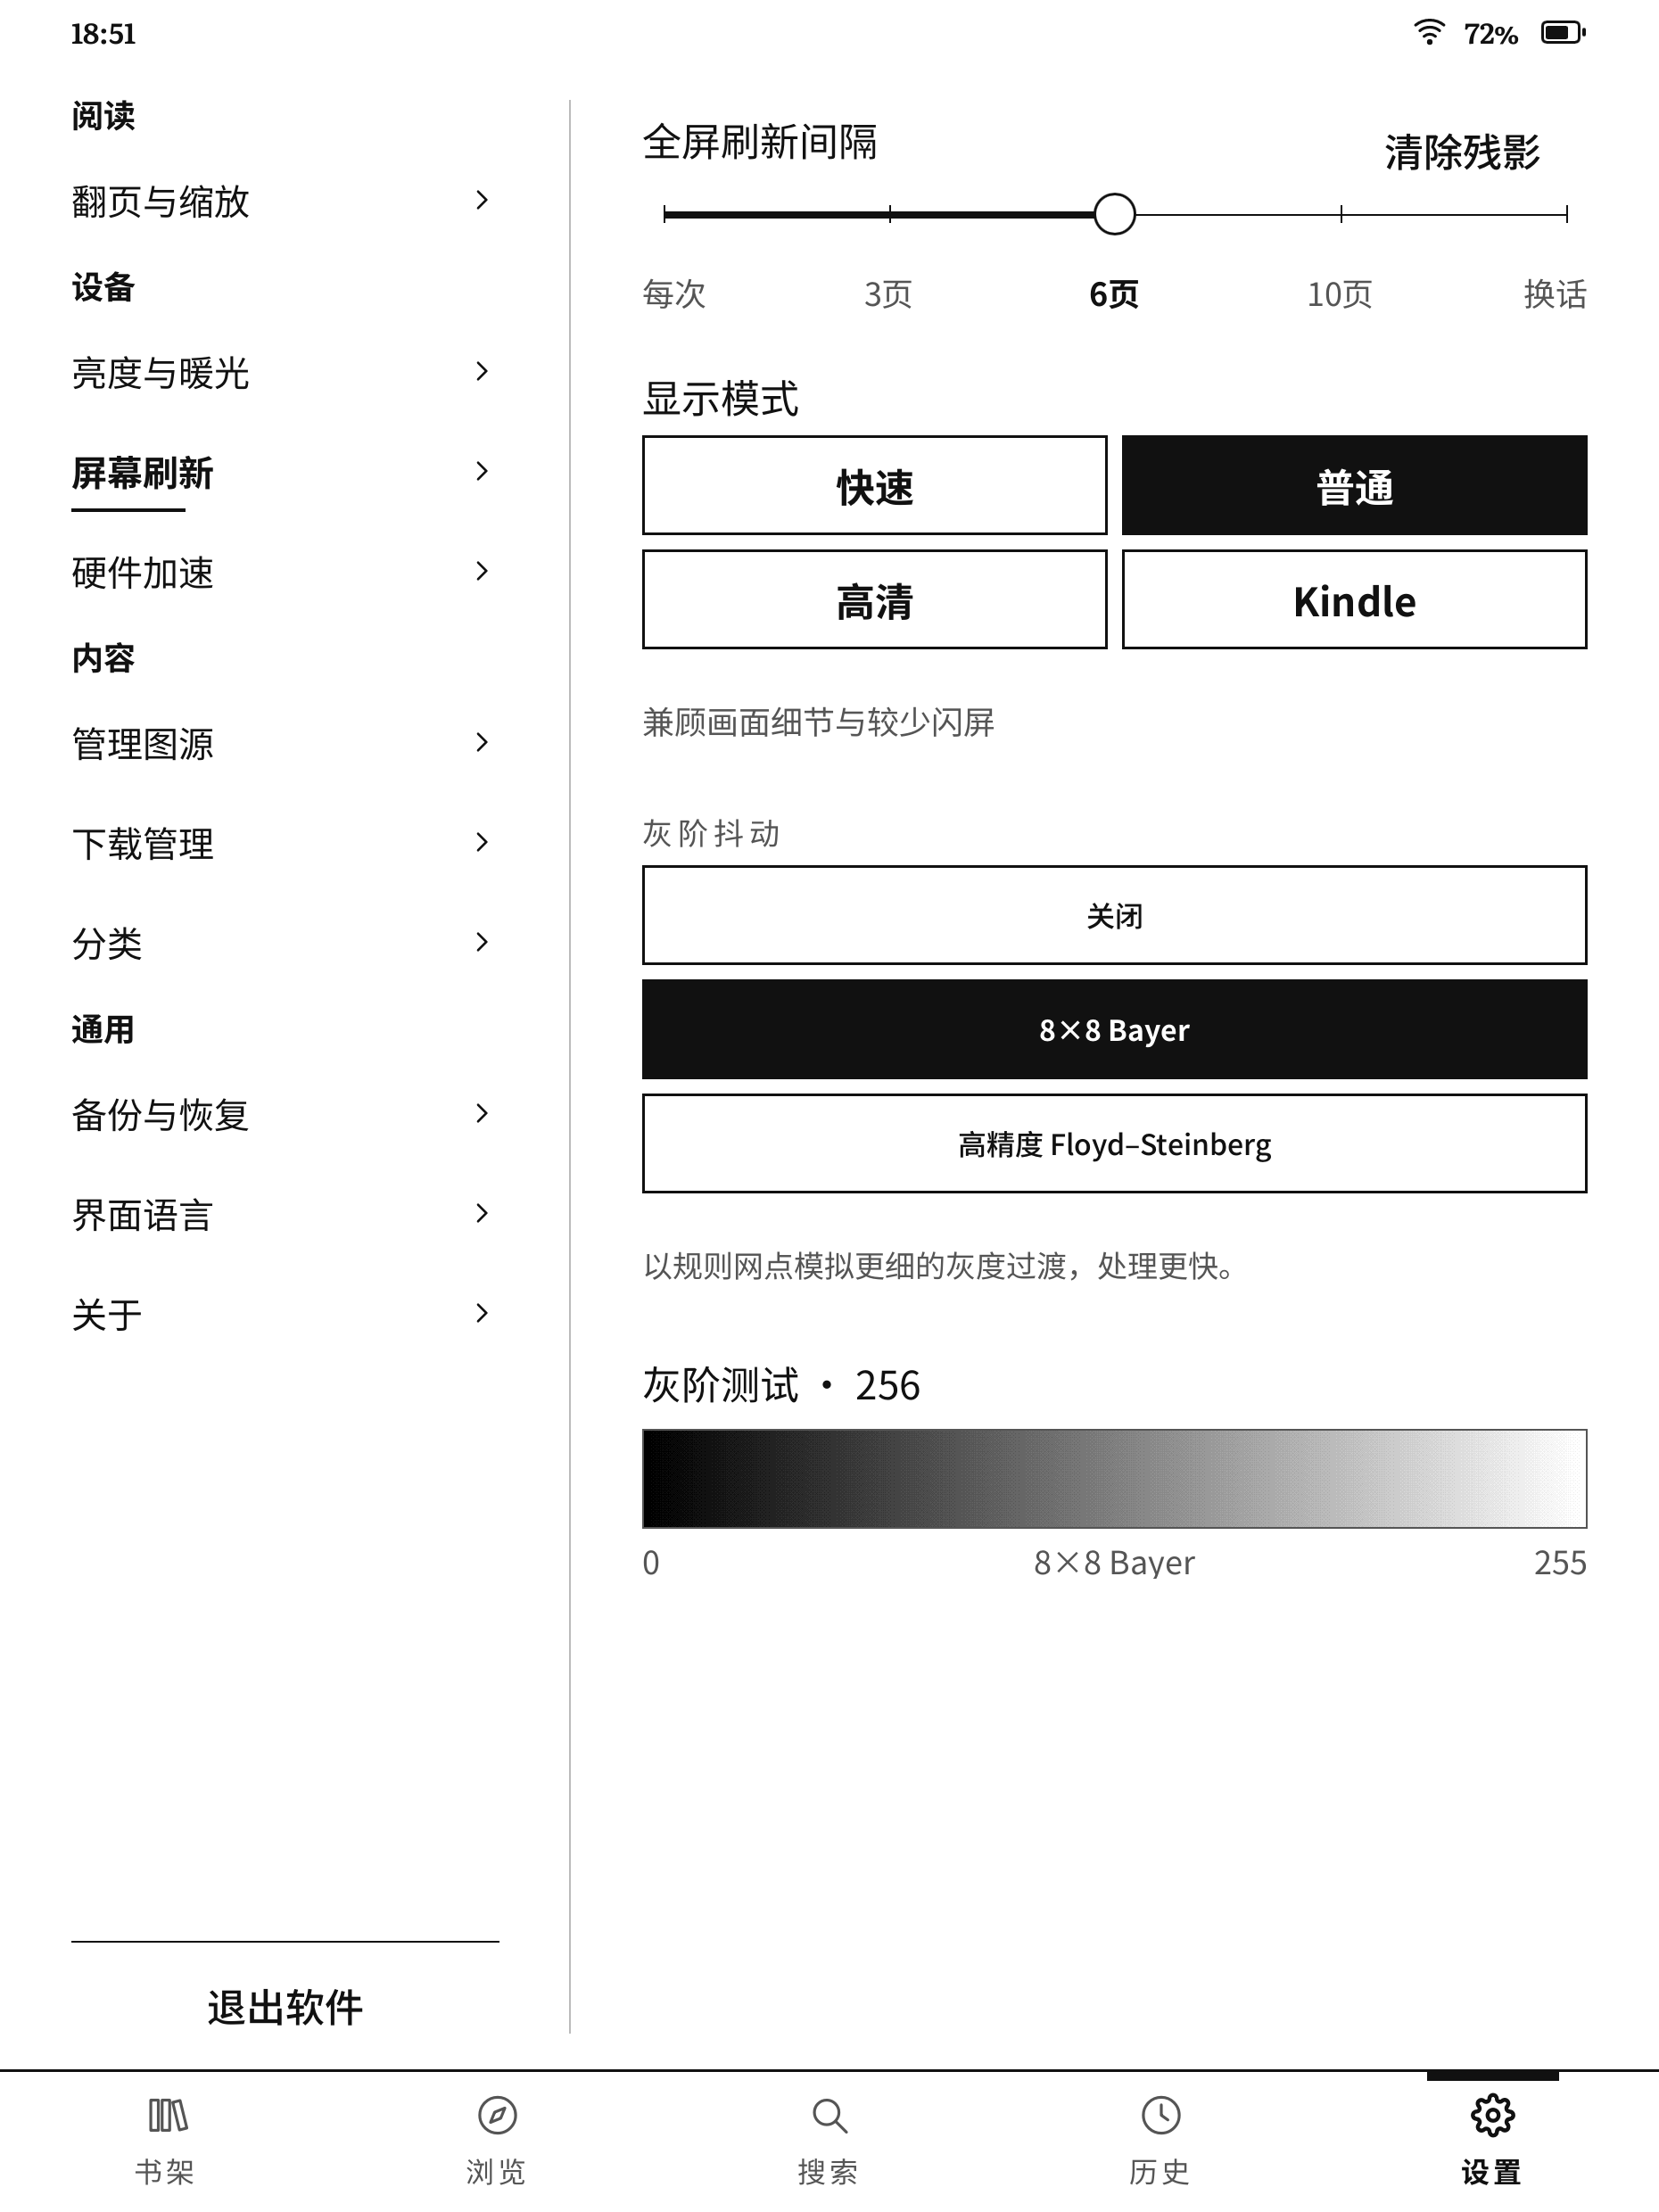 18:51
72%
阅读
翻页与缩放
设备
亮度与暖光
屏幕刷新
硬件加速
内容
管理图源
下载管理
分类
通用
备份与恢复
界面语言
关于
退出软件
全屏刷新间隔
清除残影
每次 3页 6页 10页 换话
显示模式
快速 普通
高清 Kindle
兼顾画面细节与较少闪屏
灰阶抖动
关闭
8×8 Bayer
高精度 Floyd–Steinberg
以规则网点模拟更细的灰度过渡，处理更快。
灰阶测试 · 256
0 8×8 Bayer 255
书架 浏览 搜索 历史 设置